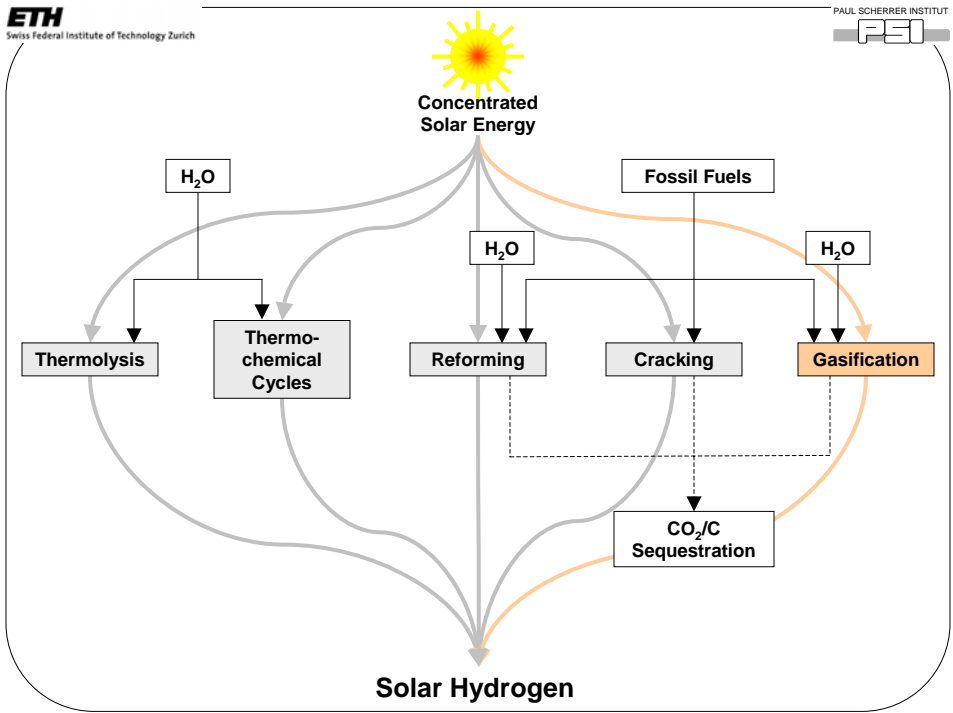 ETH
Swiss Federal Institute of Technology Zurich
PAUL SCHERRER INSTITUT
PSI
Concentrated
Solar Energy
H₂O
Fossil Fuels
H₂O
H₂O
Thermolysis
Thermo-
chemical
Cycles
Reforming
Cracking
Gasification
CO₂/C
Sequestration
Solar Hydrogen